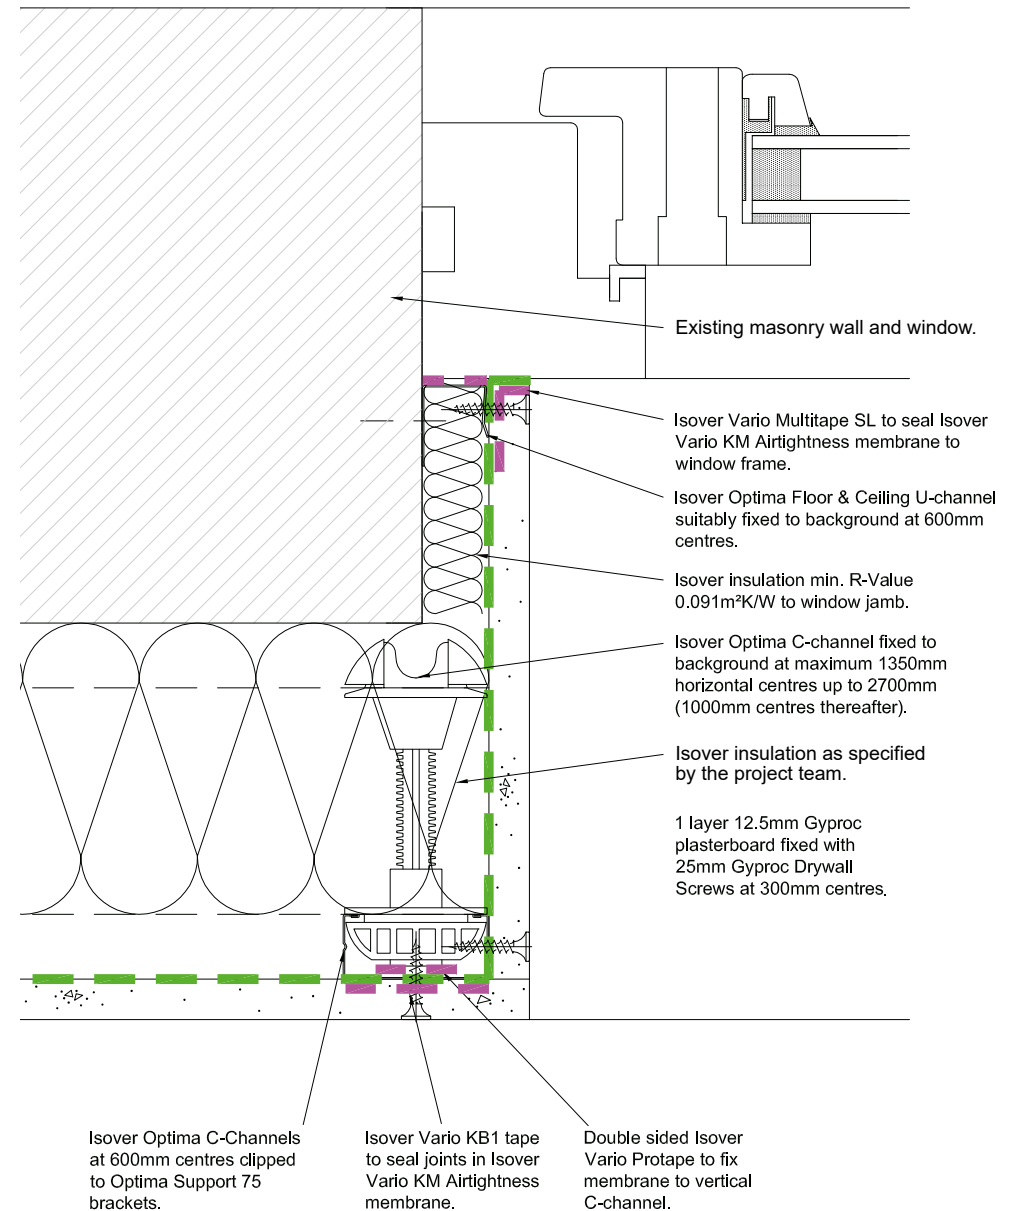 Existing masonry wall and window.
Isover Vario Multitape SL to seal Isover
Vario KM Airtightness membrane to
window frame.
Isover Optima Floor & Ceiling U-channel
suitably fixed to background at 600mm
centres.
Isover insulation min. R-Value
0.091m²K/W to window jamb.
Isover Optima C-channel fixed to
background at maximum 1350mm
horizontal centres up to 2700mm
(1000mm centres thereafter).
Isover insulation as specified
by the project team.
1 layer 12.5mm Gyproc
plasterboard fixed with
25mm Gyproc Drywall
Screws at 300mm centres.
Isover Optima C-Channels
at 600mm centres clipped
to Optima Support 75
brackets.
Isover Vario KB1 tape
to seal joints in Isover
Vario KM Airtightness
membrane.
Double sided Isover
Vario Protape to fix
membrane to vertical
C-channel.